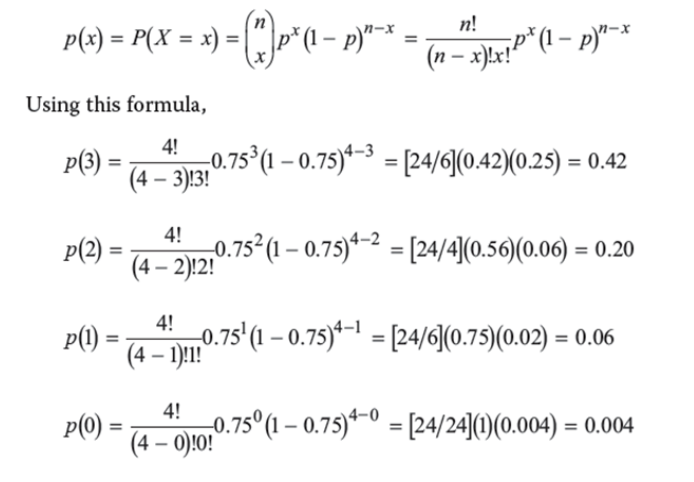 p(x) = P(X = x) = (n x) p^x (1 – p)^{n–x} = n!/((n – x)!x!) p^x (1 – p)^{n–x}
Using this formula,
p(3) = 4!/((4 – 3)!3!) 0.75^3 (1 – 0.75)^{4–3} = [24/6](0.42)(0.25) = 0.42
p(2) = 4!/((4 – 2)!2!) 0.75^2 (1 – 0.75)^{4–2} = [24/4](0.56)(0.06) = 0.20
p(1) = 4!/((4 – 1)!1!) 0.75^1 (1 – 0.75)^{4–1} = [24/6](0.75)(0.02) = 0.06
p(0) = 4!/((4 – 0)!0!) 0.75^0 (1 – 0.75)^{4–0} = [24/24](1)(0.004) = 0.004